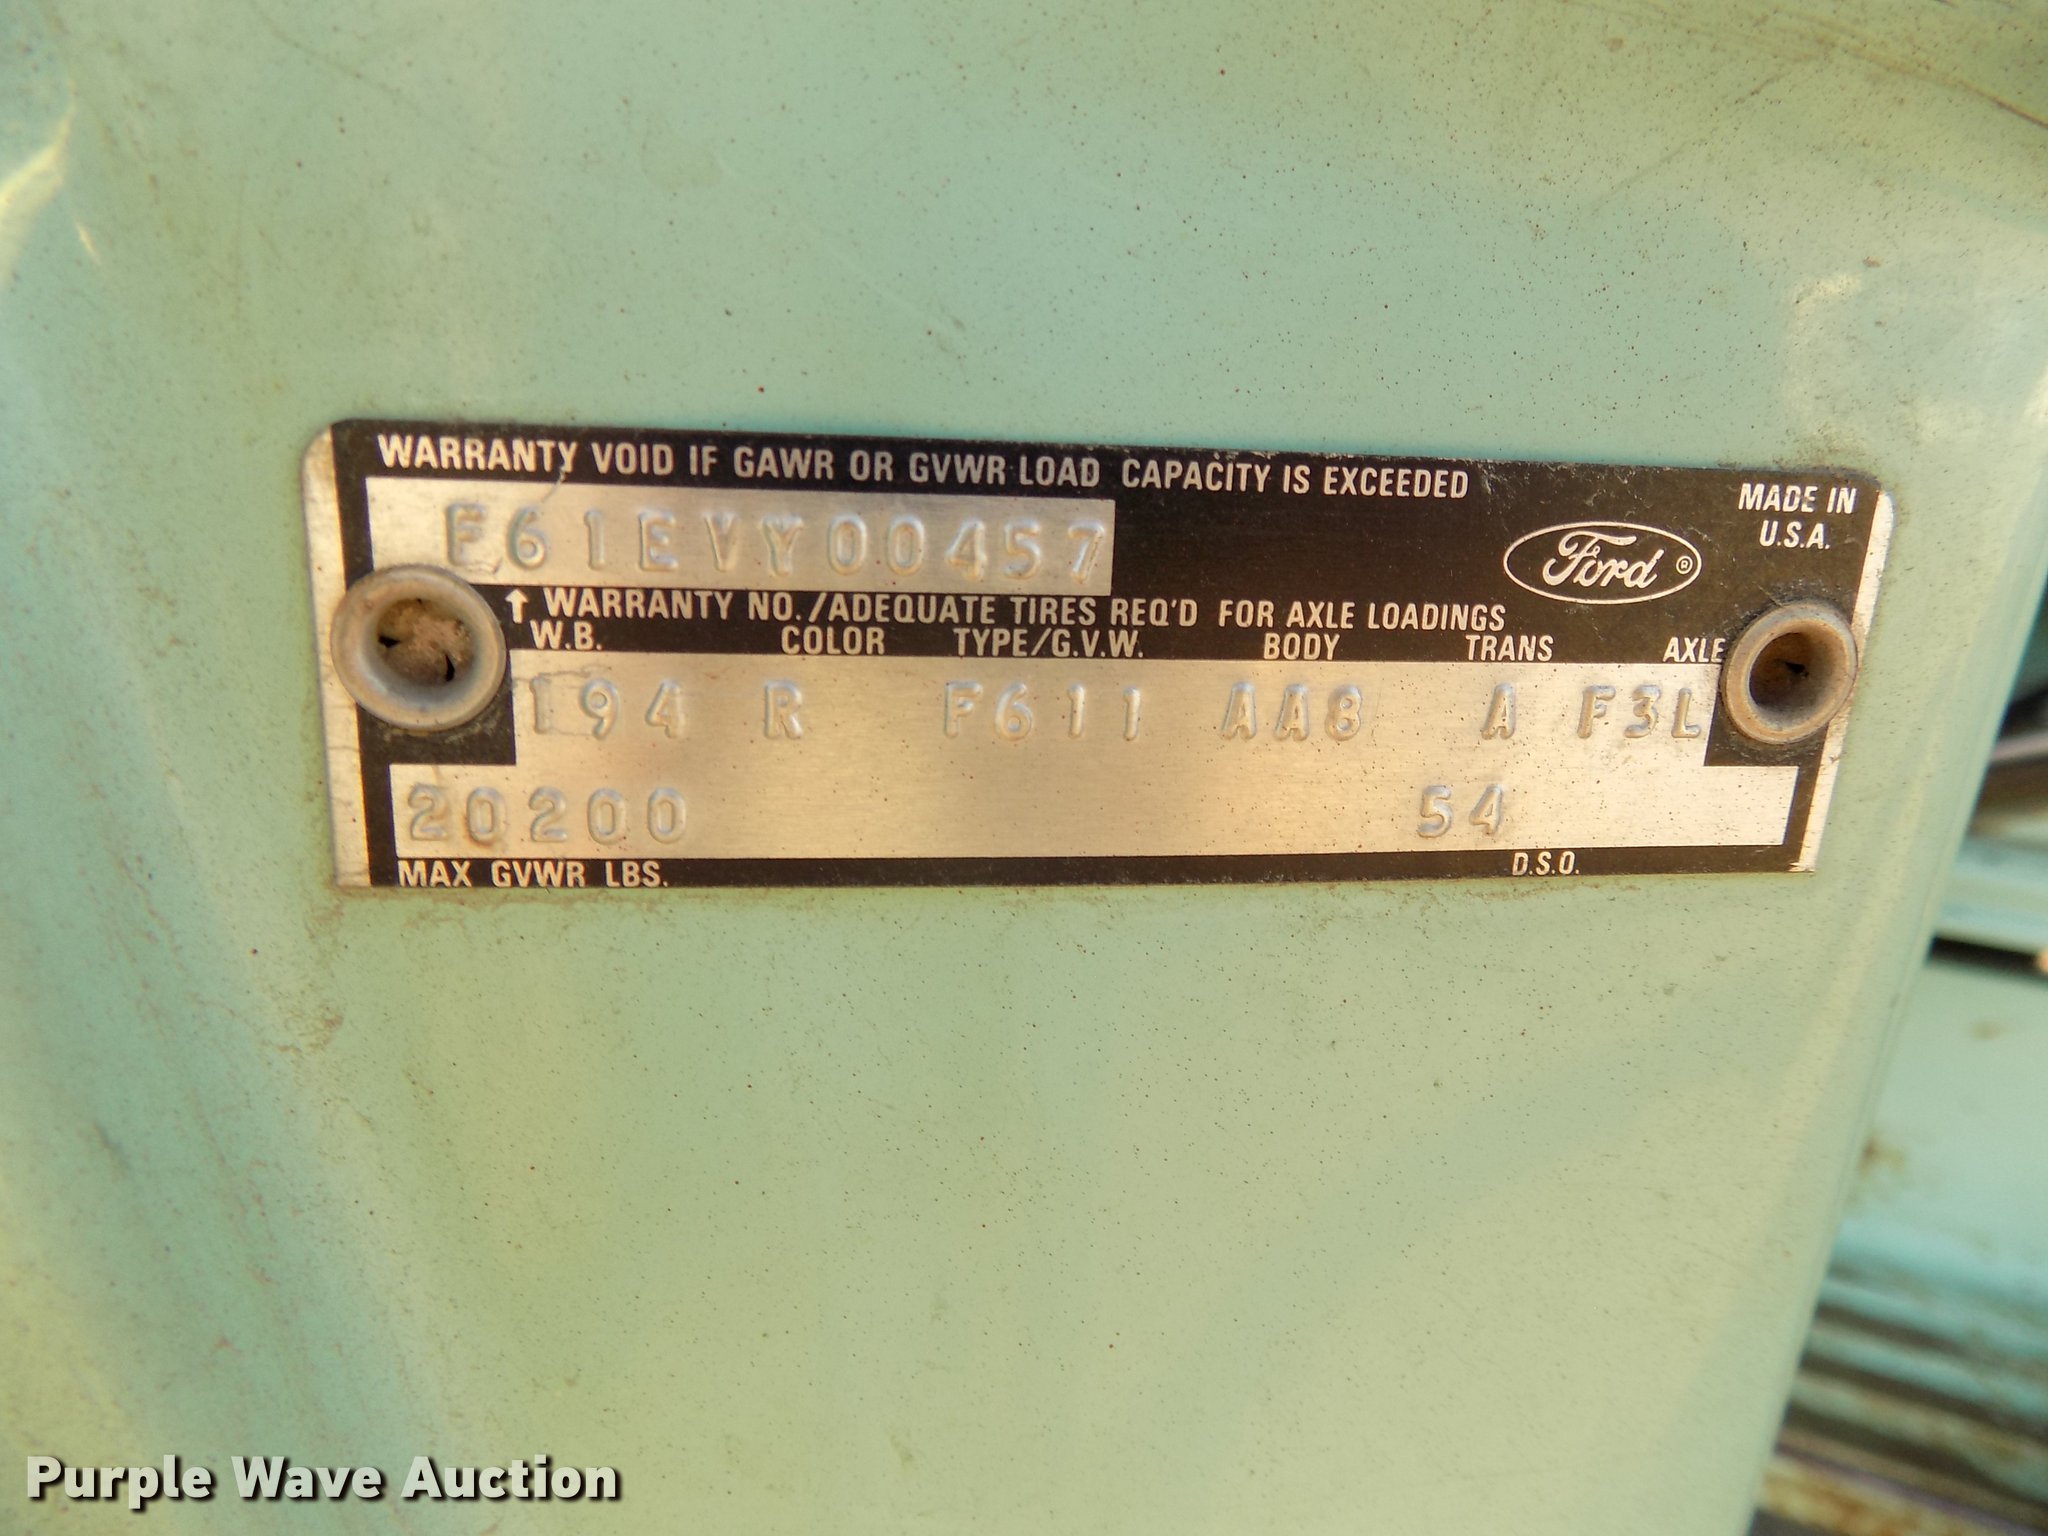 WARRANTY VOID IF GAWR OR GVWR LOAD CAPACITY IS EXCEEDED
MADE IN
U.S.A.
F61EVY00457
Ford ®
↑ WARRANTY NO./ADEQUATE TIRES REQ'D FOR AXLE LOADINGS
W.B. COLOR TYPE/G.V.W. BODY TRANS AXLE
194 R F611 AA8 A F3L
20200 54
MAX GVWR LBS. D.S.O.
Purple Wave Auction